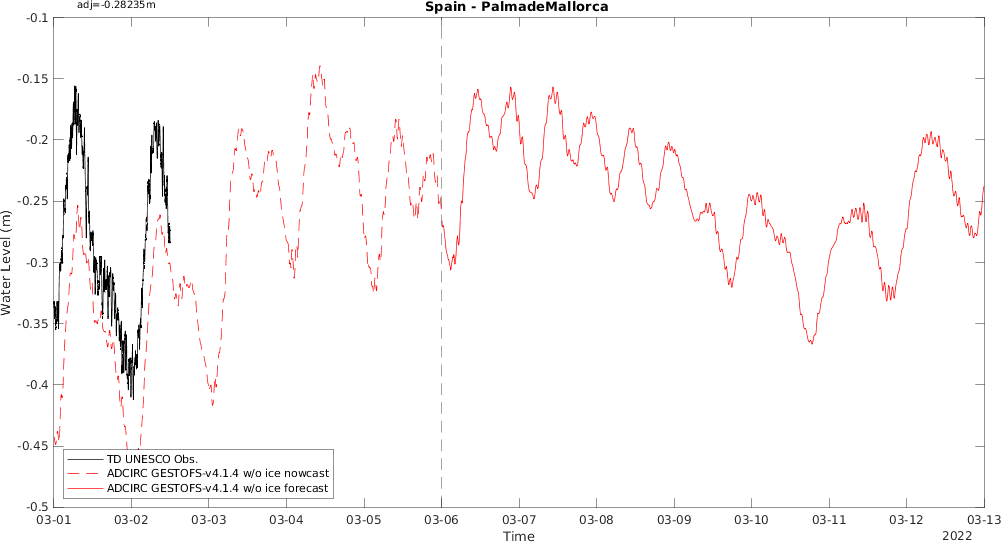 adj=-0.28235m
Spain - PalmadeMallorca
-0.1
-0.15
-0.2
-0.25
-0.3
-0.35
-0.4
-0.45
-0.5
Water Level (m)
TD UNESCO Obs.
ADCIRC GESTOFS-v4.1.4 w/o ice nowcast
ADCIRC GESTOFS-v4.1.4 w/o ice forecast
03-01 03-02 03-03 03-04 03-05 03-06 03-07 03-08 03-09 03-10 03-11 03-12 03-13
Time
2022